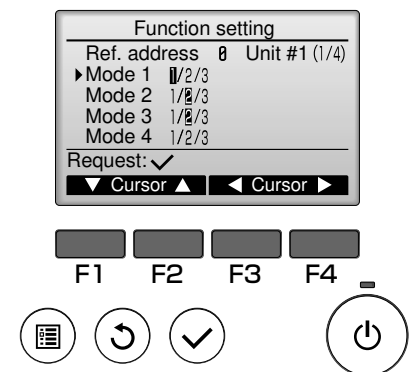 Function setting
Ref. address 0 Unit #1 (1/4)
Mode 1 1/2/3
Mode 2 1/2/3
Mode 3 1/2/3
Mode 4 1/2/3
Request: ✓
▼ Cursor ▲ ◀ Cursor ▶
F1 F2 F3 F4